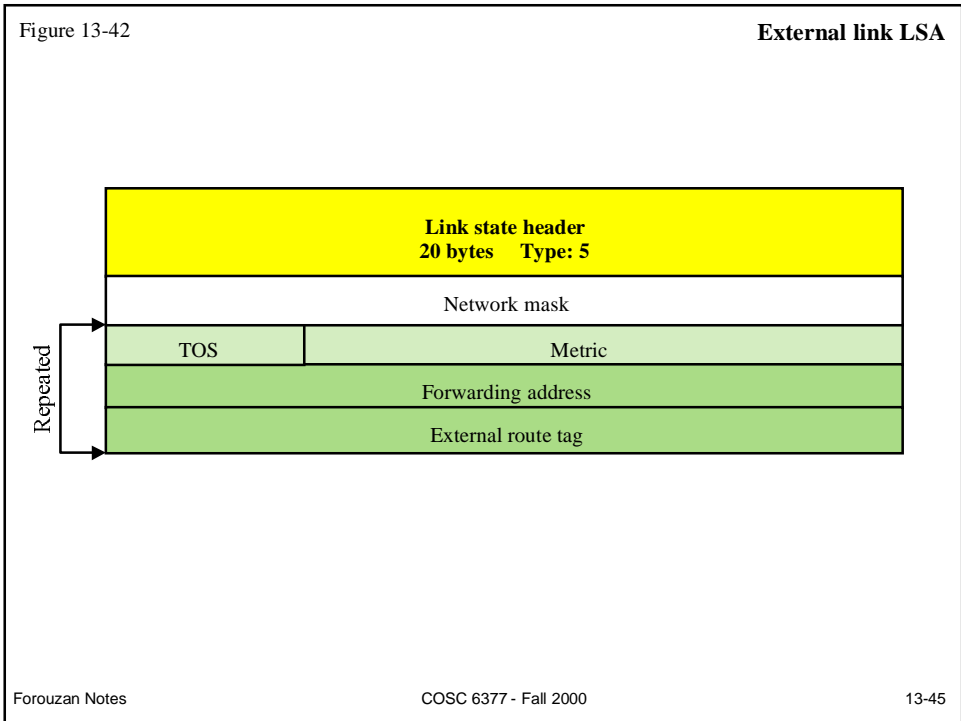 Figure 13-42
External link LSA
Link state header
20 bytes Type: 5
Network mask
TOS Metric
Forwarding address
External route tag
Repeated
Forouzan Notes COSC 6377 - Fall 2000 13-45